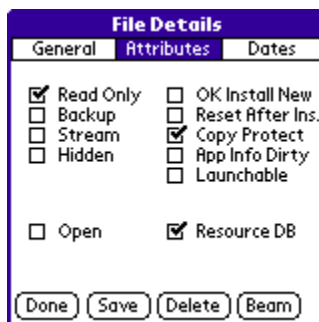 File Details
General Attributes Dates
Read Only OK Install New
Backup Reset After Ins.
Stream Copy Protect
Hidden App Info Dirty
Launchable
Open Resource DB
Done Save Delete Beam